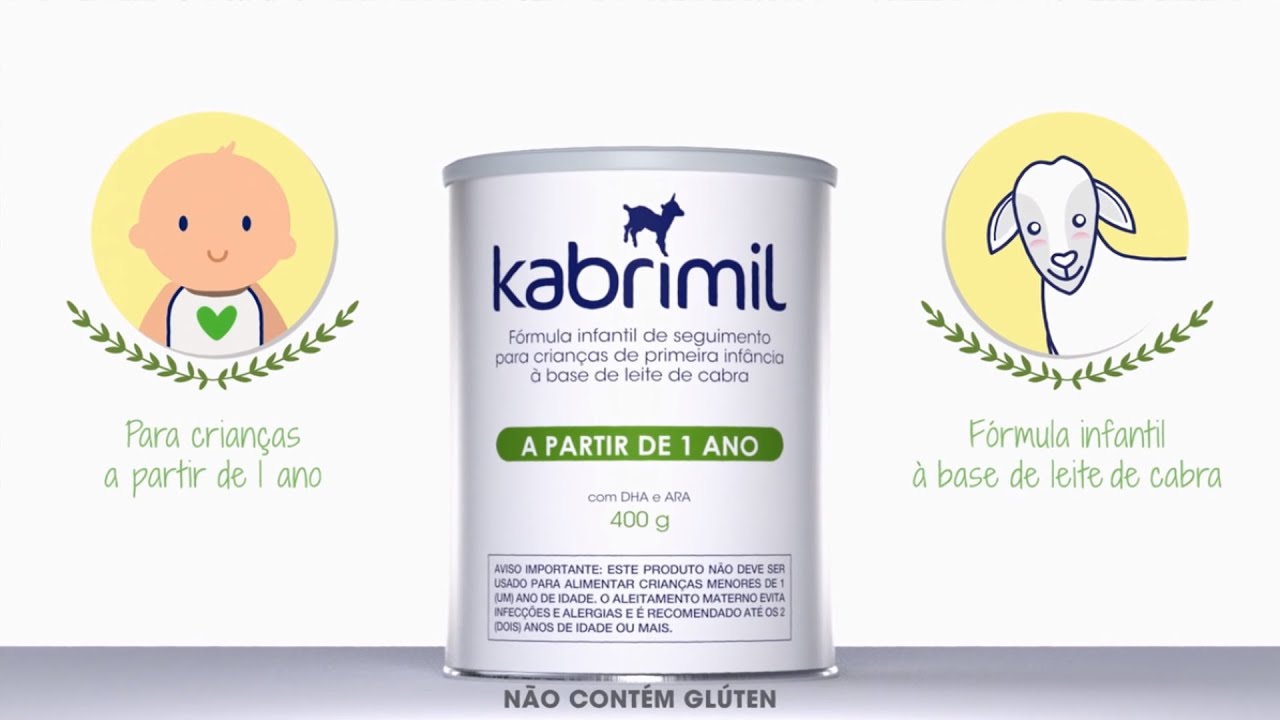 kabrimil
Fórmula infantil de seguimento
para crianças de primeira infância
à base de leite de cabra
A PARTIR DE 1 ANO
com DHA e ARA
400 g
AVISO IMPORTANTE: ESTE PRODUTO NÃO DEVE SER
USADO PARA ALIMENTAR CRIANÇAS MENORES DE 1
(UM) ANO DE IDADE. O ALEITAMENTO MATERNO EVITA
INFECÇÕES E ALERGIAS E É RECOMENDADO ATÉ OS 2
(DOIS) ANOS DE IDADE OU MAIS.
Para crianças
a partir de 1 ano
Fórmula infantil
à base de leite de cabra
NÃO CONTÉM GLÚTEN